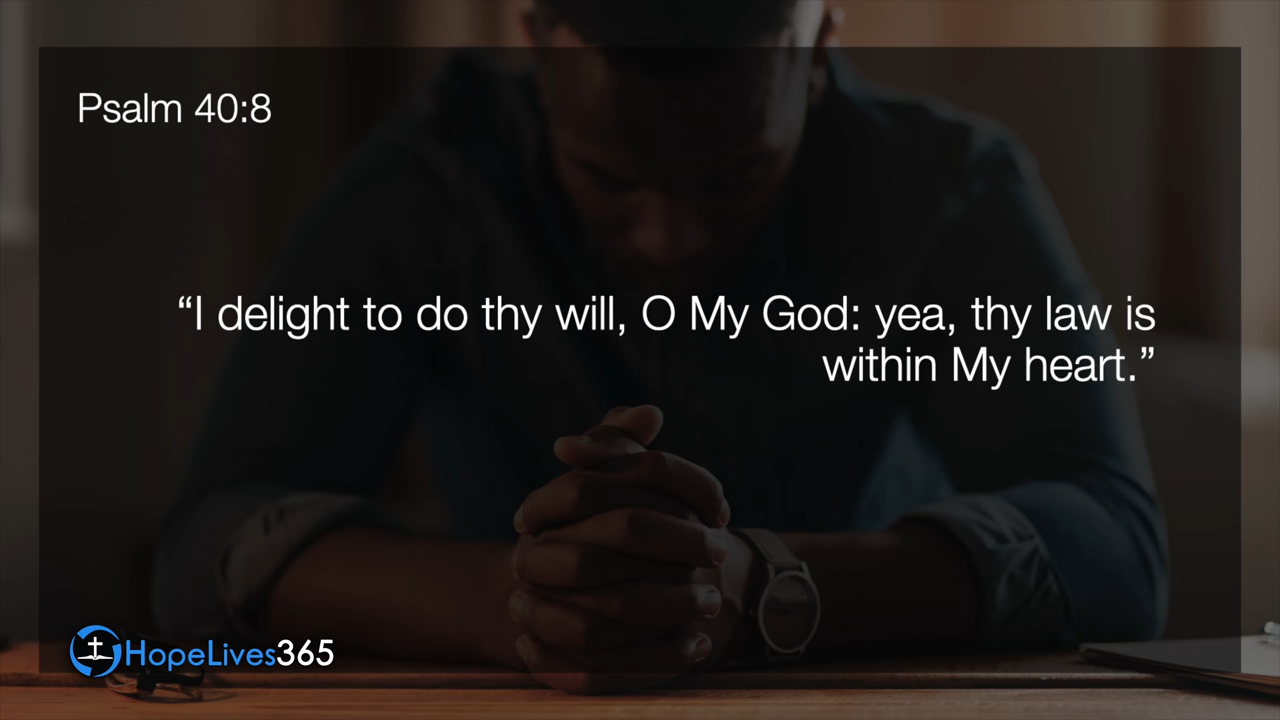 Psalm 40:8
“I delight to do thy will, O My God: yea, thy law is
within My heart.”
HopeLives365